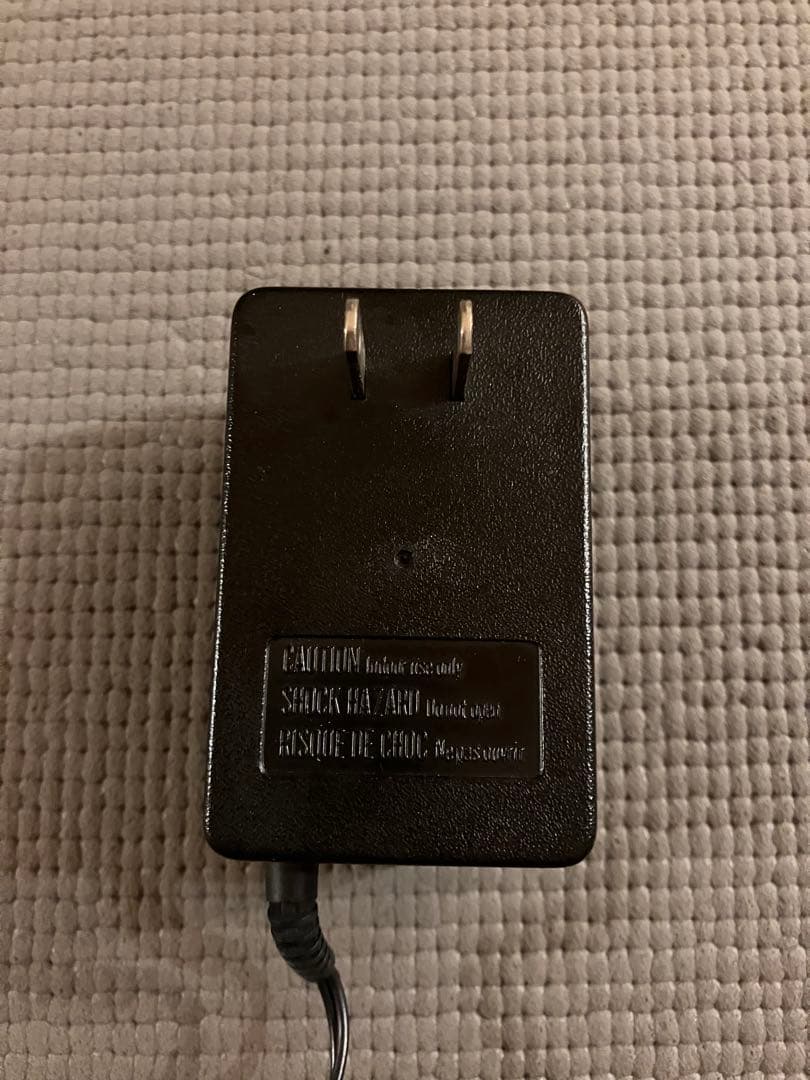 CAUTION Indoor use only
SHOCK HAZARD Do not open
RISQUE DE CHOC Ne pas ouvrir